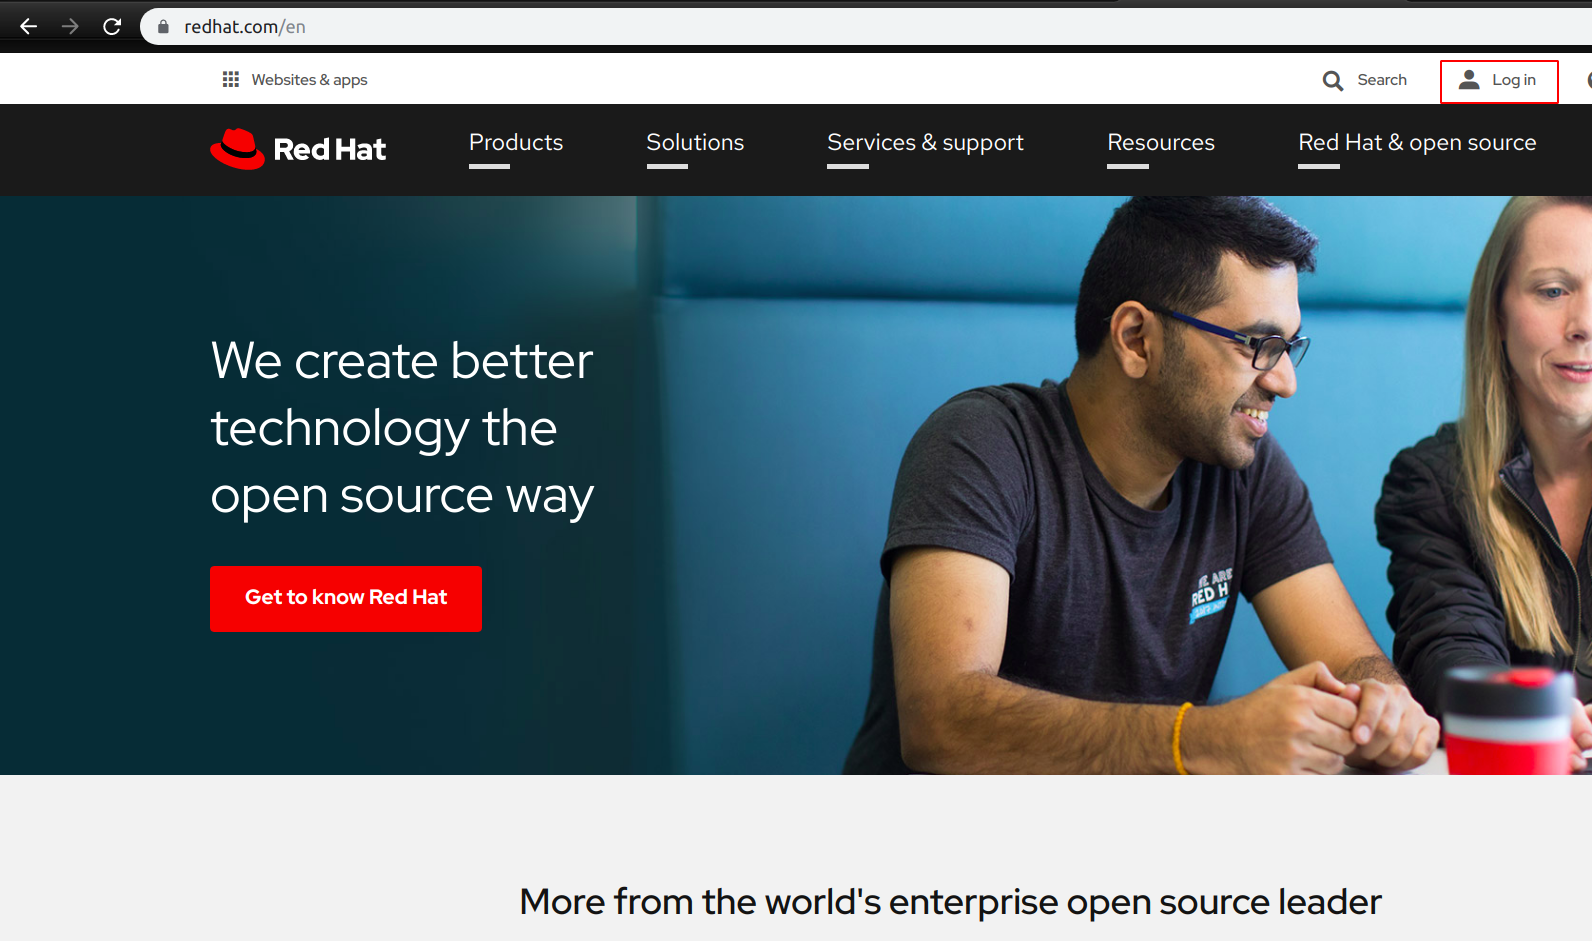 redhat.com/en
Websites & apps
Search
Log in
Red Hat
Products
Solutions
Services & support
Resources
Red Hat & open source
We create better
technology the
open source way
Get to know Red Hat
ARE
RED H
More from the world's enterprise open source leader